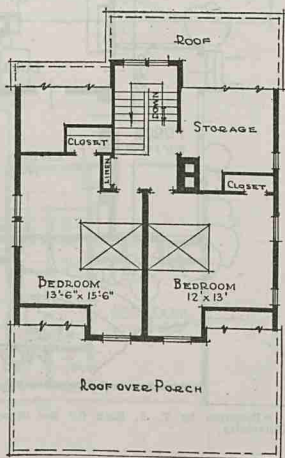 ROOF
DOWN
STORAGE
CLOSET
LINEN
CLOSET
BEDROOM
13'-6" x 15'-6"
BEDROOM
12' x 13'
ROOF OVER PORCH